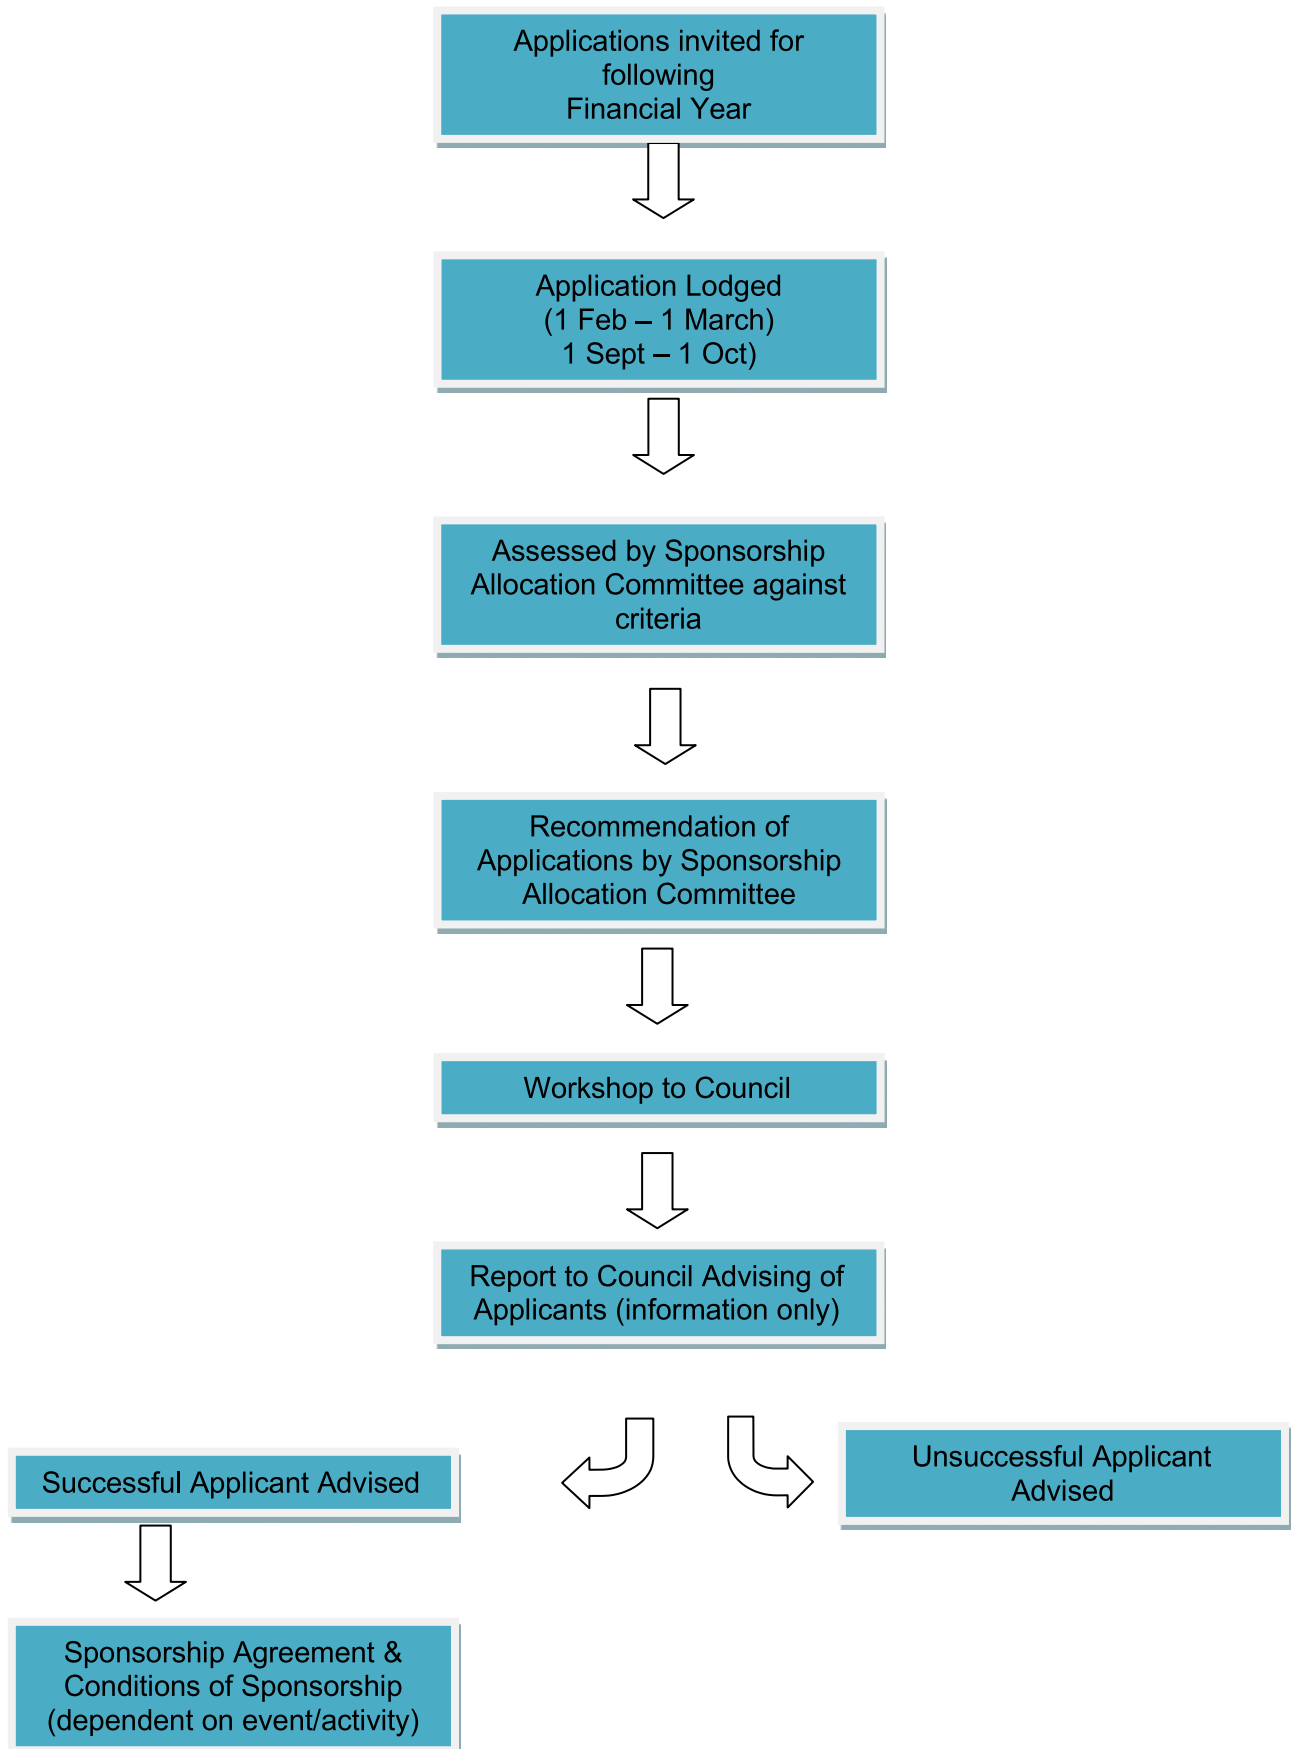 Applications invited for
following
Financial Year
Application Lodged
(1 Feb – 1 March)
1 Sept – 1 Oct)
Assessed by Sponsorship
Allocation Committee against
criteria
Recommendation of
Applications by Sponsorship
Allocation Committee
Workshop to Council
Report to Council Advising of
Applicants (information only)
Successful Applicant Advised
Unsuccessful Applicant
Advised
Sponsorship Agreement &
Conditions of Sponsorship
(dependent on event/activity)